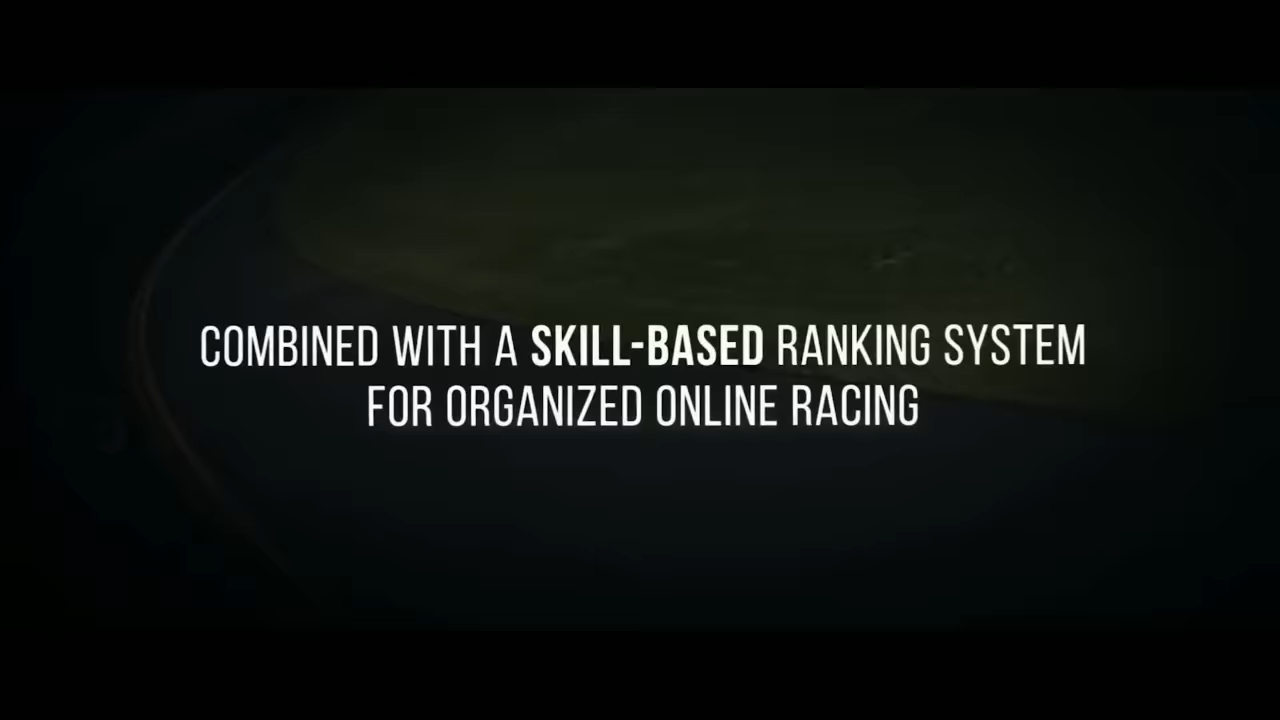 COMBINED WITH A SKILL-BASED RANKING SYSTEM
FOR ORGANIZED ONLINE RACING